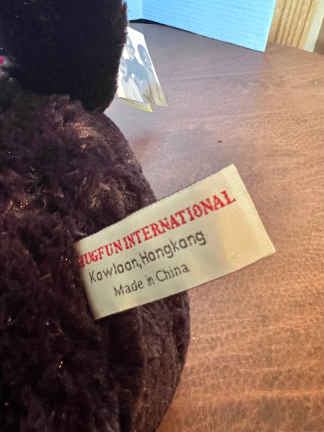 HUGFUN INTERNATIONAL
Kowloon, Hongkong
Made in China